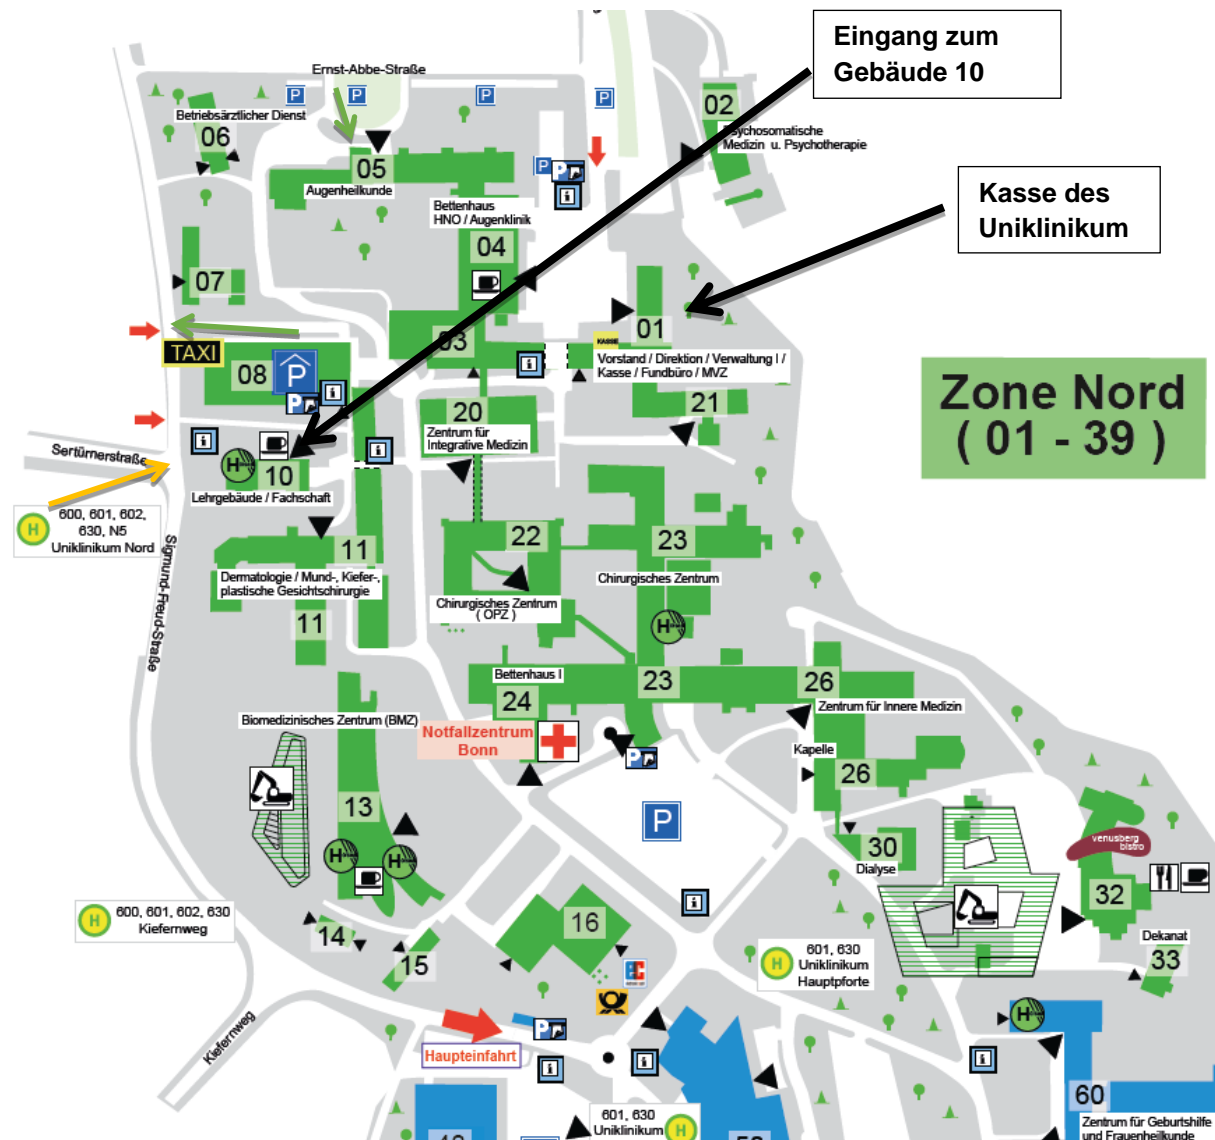 Eingang zum
Gebäude 10
Ernst-Abbe-Straße
P
P
P
P
02
Psychosomatische
Medizin u. Psychotherapie
Betriebsärztlicher Dienst
06
05
Augenheilkunde
P
P
i
Kasse des
Uniklinikum
Bettenhaus
HNO / Augenklinik
04
07
01
KASSE
03
i
Vorstand / Direktion / Verwaltung I /
Kasse / Fundbüro / MVZ
TAXI
08
P
P
i
Zone Nord
( 01 - 39 )
20
Zentrum für
Integrative Medizin
21
Sertürnerstraße
i
i
H
10
Lehrgebäude / Fachschaft
H
600, 601, 602,
630, N5
Uniklinikum Nord
Sigmund-Freud-Straße
11
22
23
Dermatologie / Mund-, Kiefer-,
plastische Gesichtschirurgie
Chirurgisches Zentrum
Chirurgisches Zentrum
( OPZ )
11
H
Bettenhaus I
24
23
26
Zentrum für Innere Medizin
Biomedizinisches Zentrum (BMZ)
Notfallzentrum
Bonn
P
Kapelle
26
13
P
30
Dialyse
venusberg
bistro
H
H
32
i
H
600, 601, 602, 630
Kiefernweg
14
15
16
Dekanat
33
H
601, 630
Uniklinikum
Hauptpforte
EC
Kiefernweg
P
H
Haupteinfahrt
i
i
i
60
Zentrum für Geburtshilfe
und Frauenheilkunde
601, 630
Uniklinikum
H